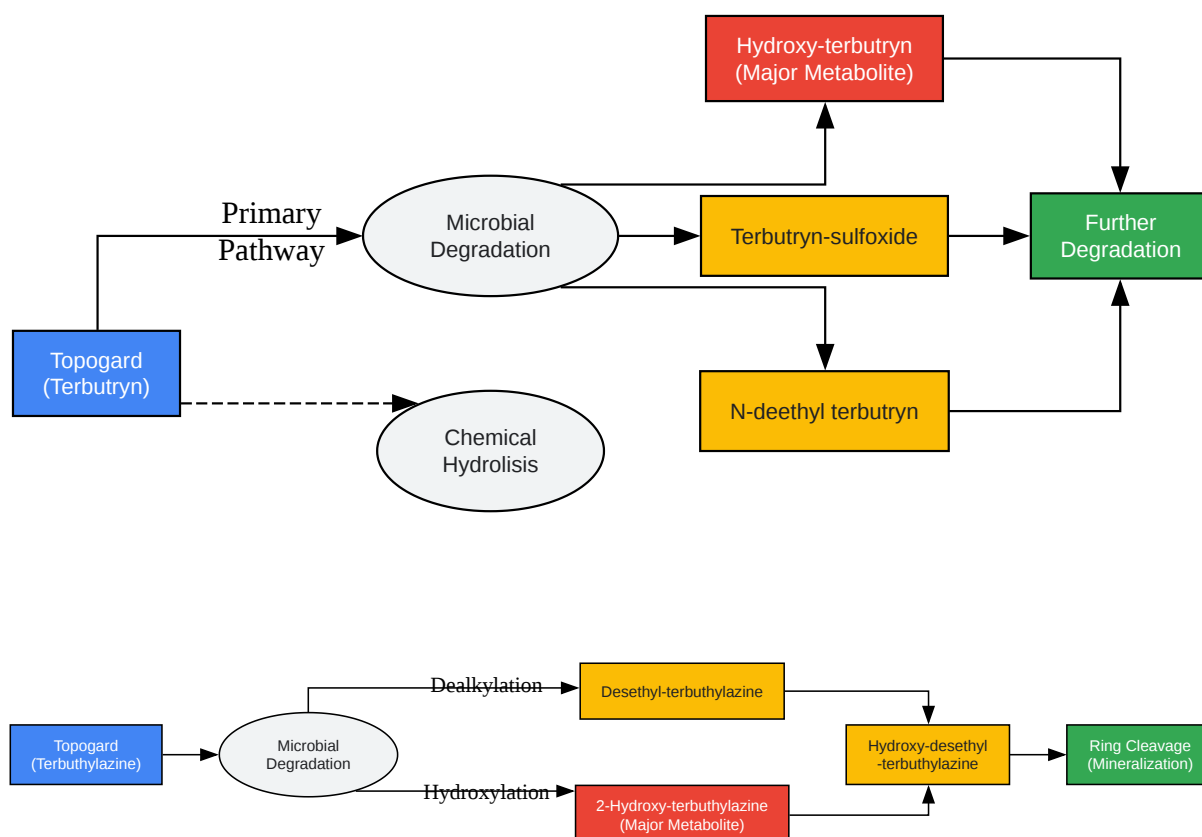 Hydroxy-terbutryn
(Major Metabolite)
Primary
Pathway
Microbial
Degradation
Terbutryn-sulfoxide
Further
Degradation
Topogard
(Terbutryn)
N-deethyl terbutryn
Chemical
Hydrolisis
Dealkylation
Desethyl-terbuthylazine
Topogard
(Terbuthylazine)
Microbial
Degradation
Hydroxy-desethyl
-terbuthylazine
Ring Cleavage
(Mineralization)
Hydroxylation
2-Hydroxy-terbuthylazine
(Major Metabolite)